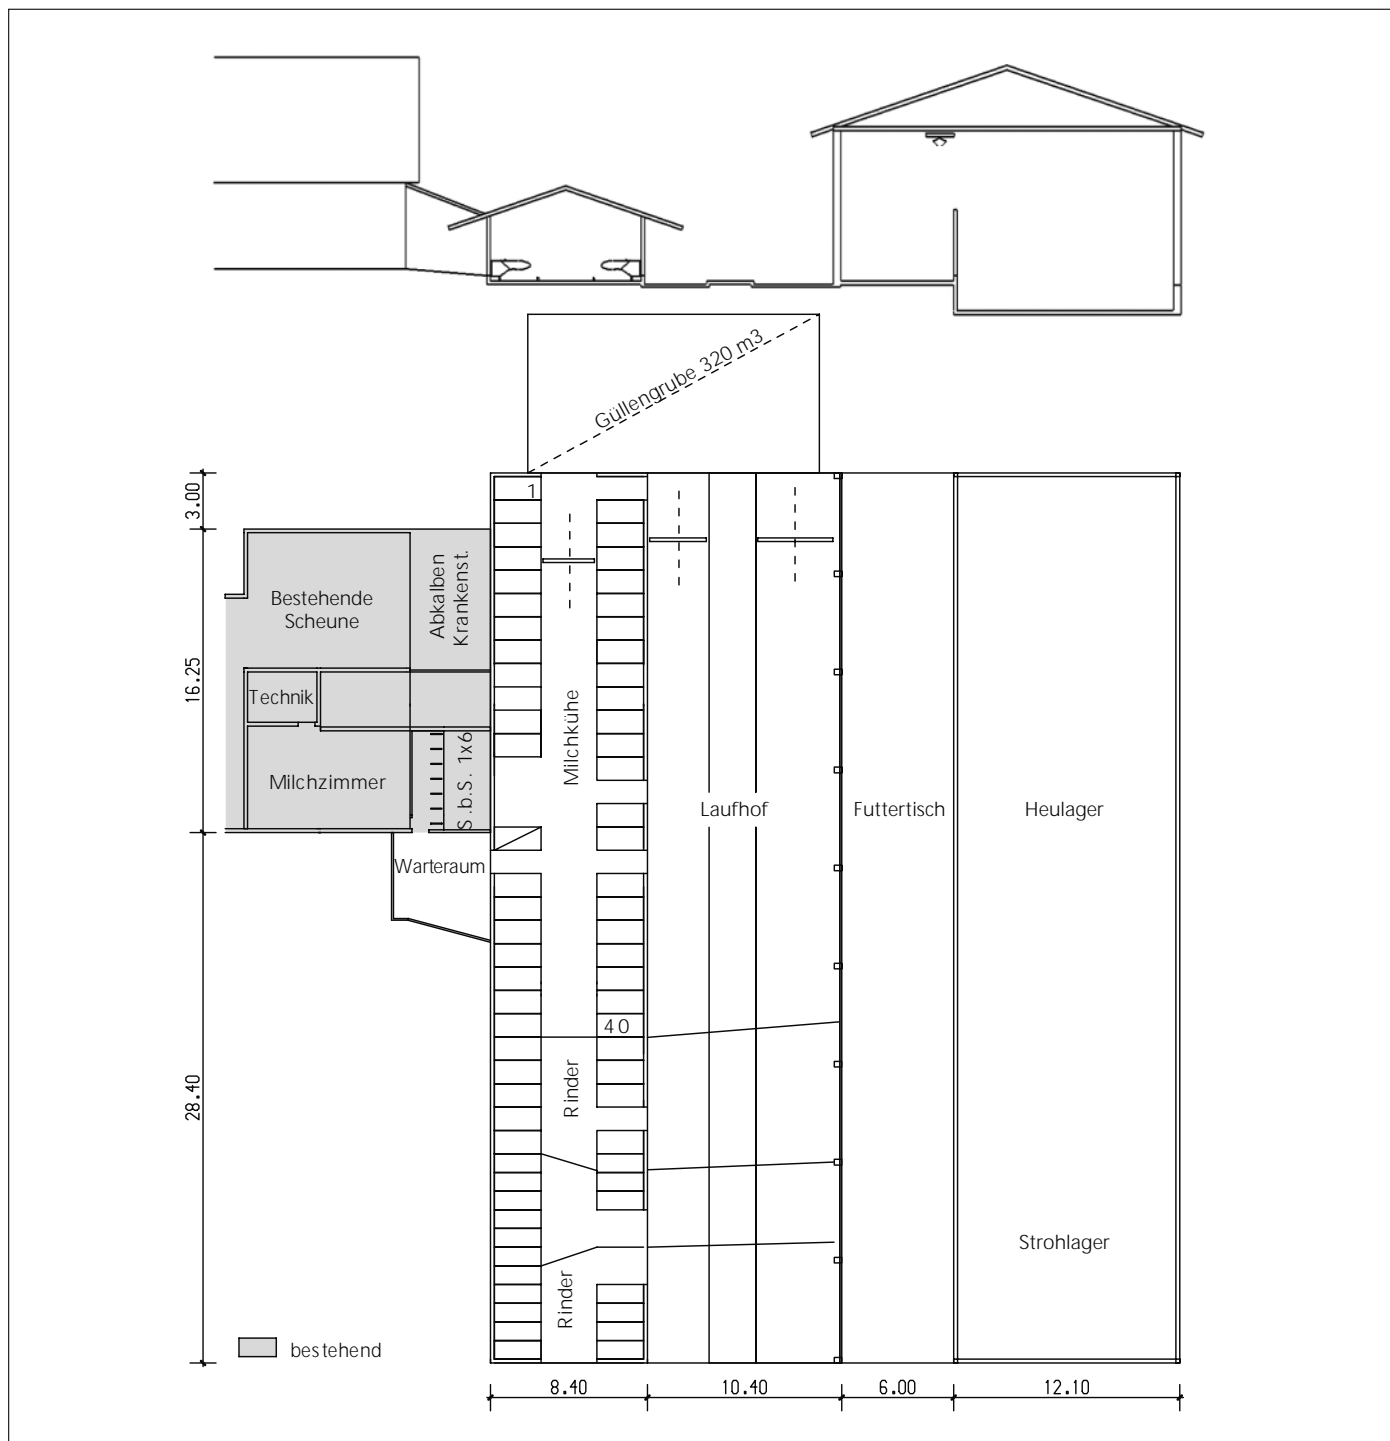 Güllengrube 320 m3
3.00
1
Bestehende
Scheune
Abkalben
Krankenst.
16.25
Technik
Milchkühe
Milchzimmer
S.b.S. 1x6
Laufhof
Futtertisch
Heulager
Warteraum
40
28.40
Rinder
Strohlager
Rinder
bestehend
8.40
10.40
6.00
12.10